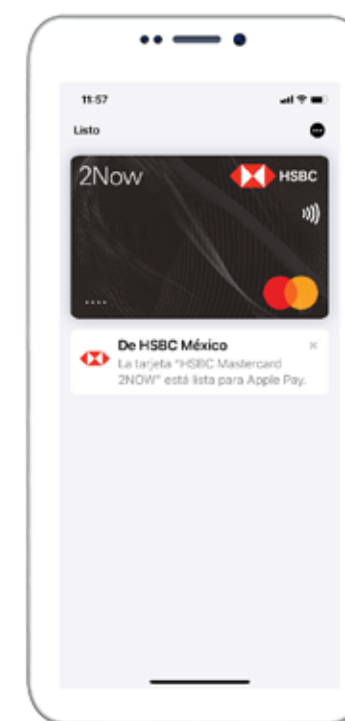 11:57
Listo
2Now
HSBC
De HSBC México
La tarjeta “HSBC Mastercard
2NOW” está lista para Apple Pay.